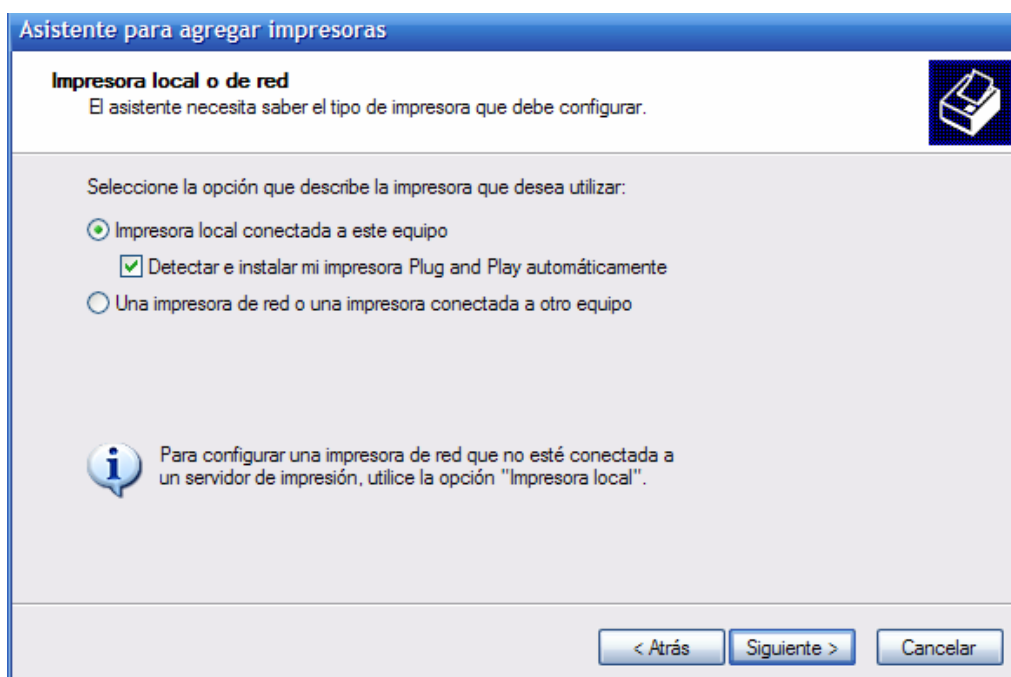 Asistente para agregar impresoras
Impresora local o de red
El asistente necesita saber el tipo de impresora que debe configurar.
Seleccione la opción que describe la impresora que desea utilizar:
Impresora local conectada a este equipo
Detectar e instalar mi impresora Plug and Play automáticamente
Una impresora de red o una impresora conectada a otro equipo
Para configurar una impresora de red que no esté conectada a
un servidor de impresión, utilice la opción "Impresora local".
< Atrás Siguiente > Cancelar